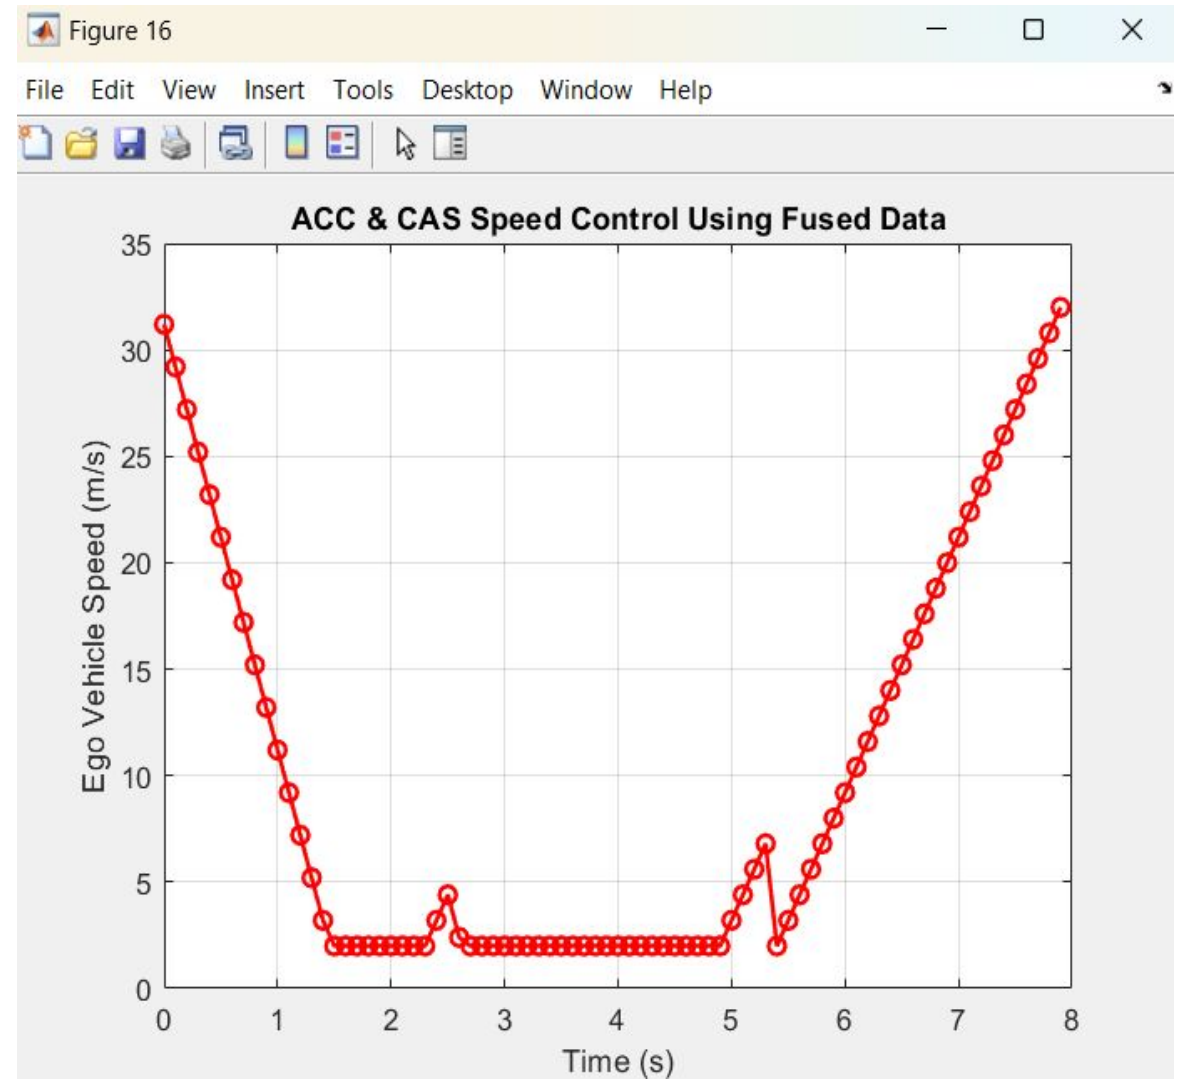 Figure 16
File Edit View Insert Tools Desktop Window Help
ACC & CAS Speed Control Using Fused Data
35
30
25
20
15
10
5
0
Ego Vehicle Speed (m/s)
0 1 2 3 4 5 6 7 8
Time (s)